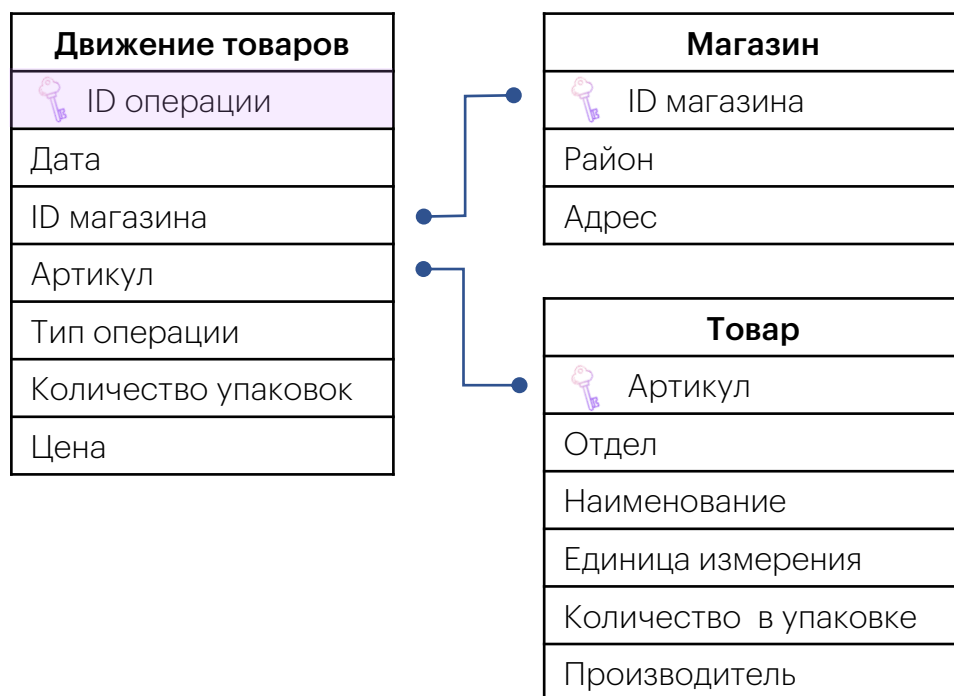 Движение товаров
ID операции
Дата
ID магазина
Артикул
Тип операции
Количество упаковок
Цена
Магазин
ID магазина
Район
Адрес
Товар
Артикул
Отдел
Наименование
Единица измерения
Количество в упаковке
Производитель